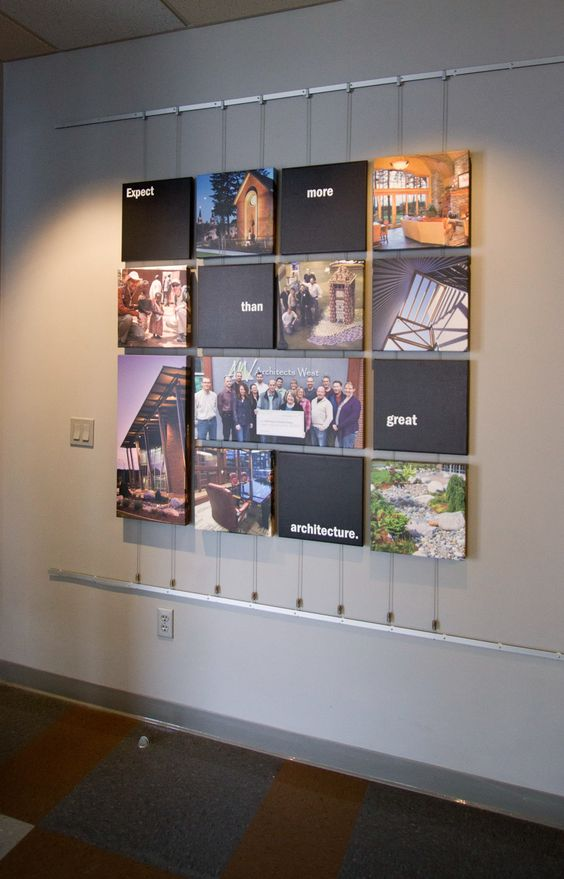 Expect
more
than
Architects West
great
architecture.